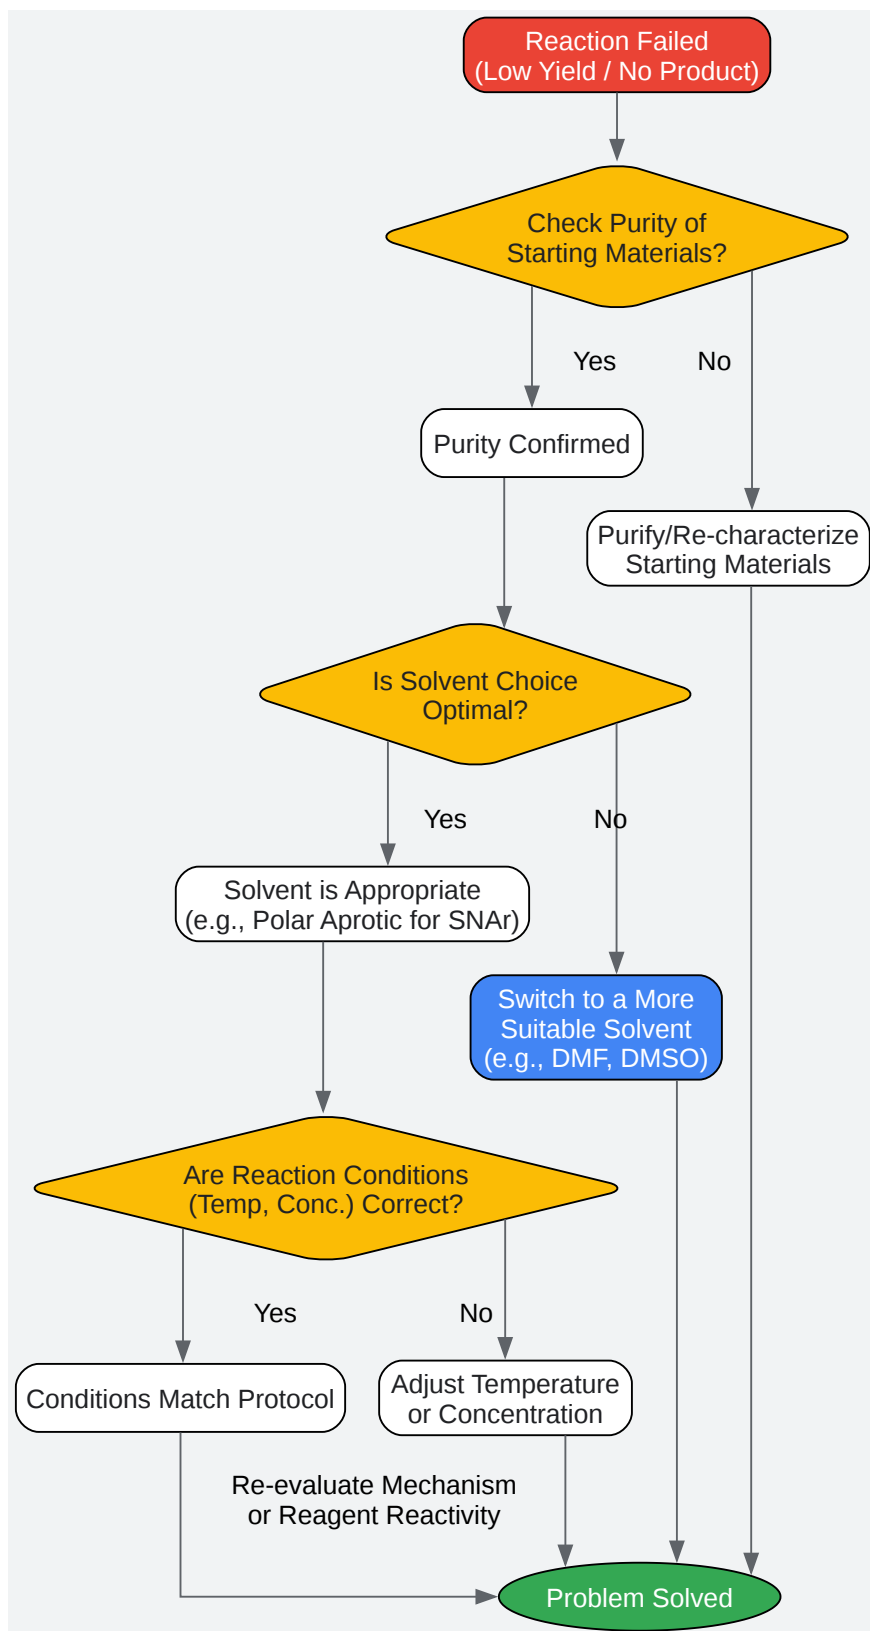 Reaction Failed
(Low Yield / No Product)
Check Purity of
Starting Materials?
Yes
No
Purity Confirmed
Purify/Re-characterize
Starting Materials
Is Solvent Choice
Optimal?
Yes
No
Solvent is Appropriate
(e.g., Polar Aprotic for SNAr)
Switch to a More
Suitable Solvent
(e.g., DMF, DMSO)
Are Reaction Conditions
(Temp, Conc.) Correct?
Yes
No
Conditions Match Protocol
Adjust Temperature
or Concentration
Re-evaluate Mechanism
or Reagent Reactivity
Problem Solved